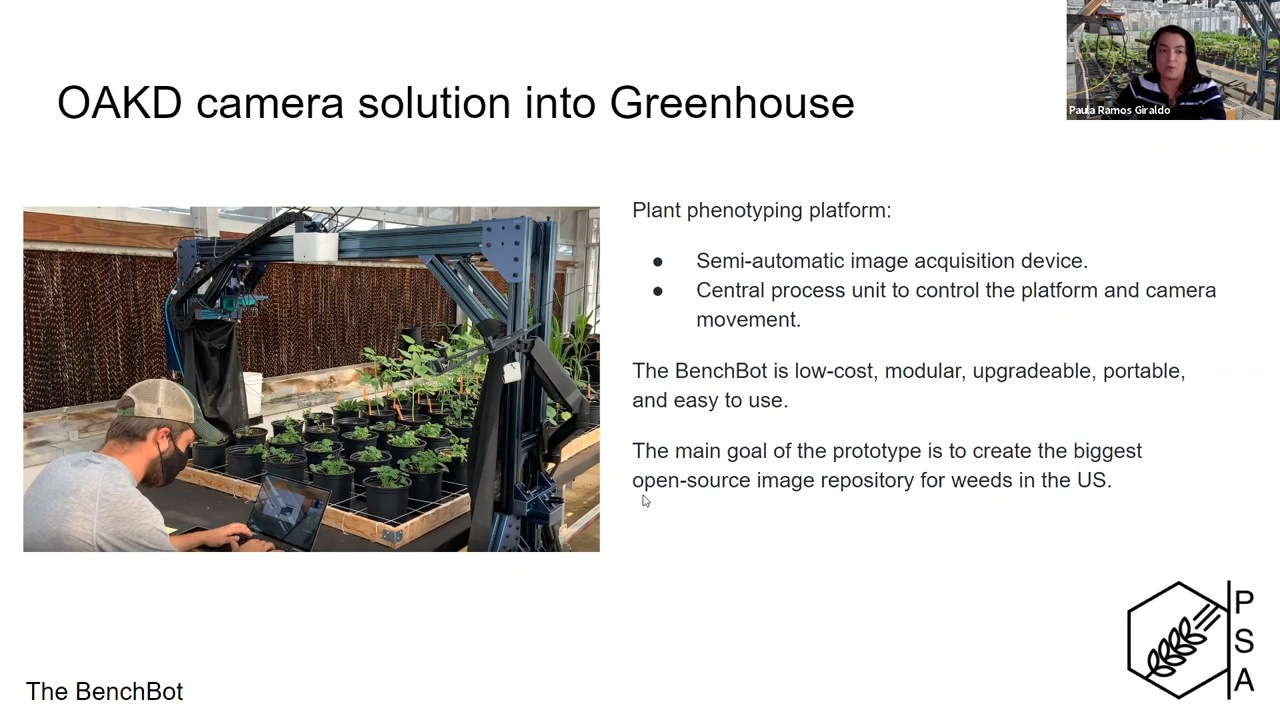 Paula Ramos Giraldo
OAKD camera solution into Greenhouse
Plant phenotyping platform:
● Semi-automatic image acquisition device.
● Central process unit to control the platform and camera
movement.
The BenchBot is low-cost, modular, upgradeable, portable,
and easy to use.
The main goal of the prototype is to create the biggest
open-source image repository for weeds in the US.
P
S
A
The BenchBot